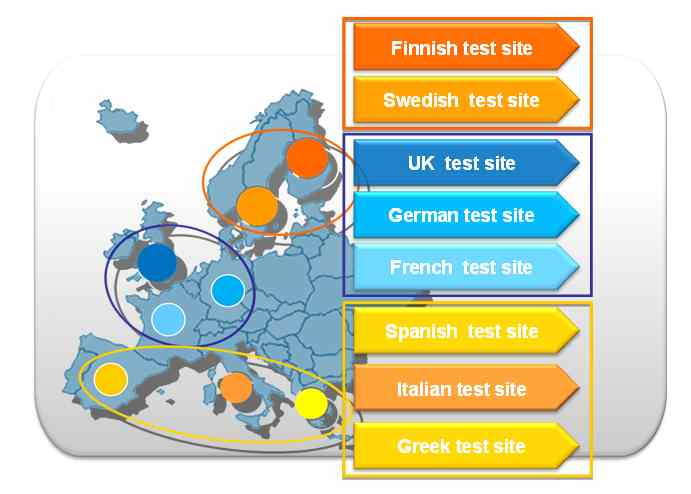 Finnish test site
Swedish test site
UK test site
German test site
French test site
Spanish test site
Italian test site
Greek test site